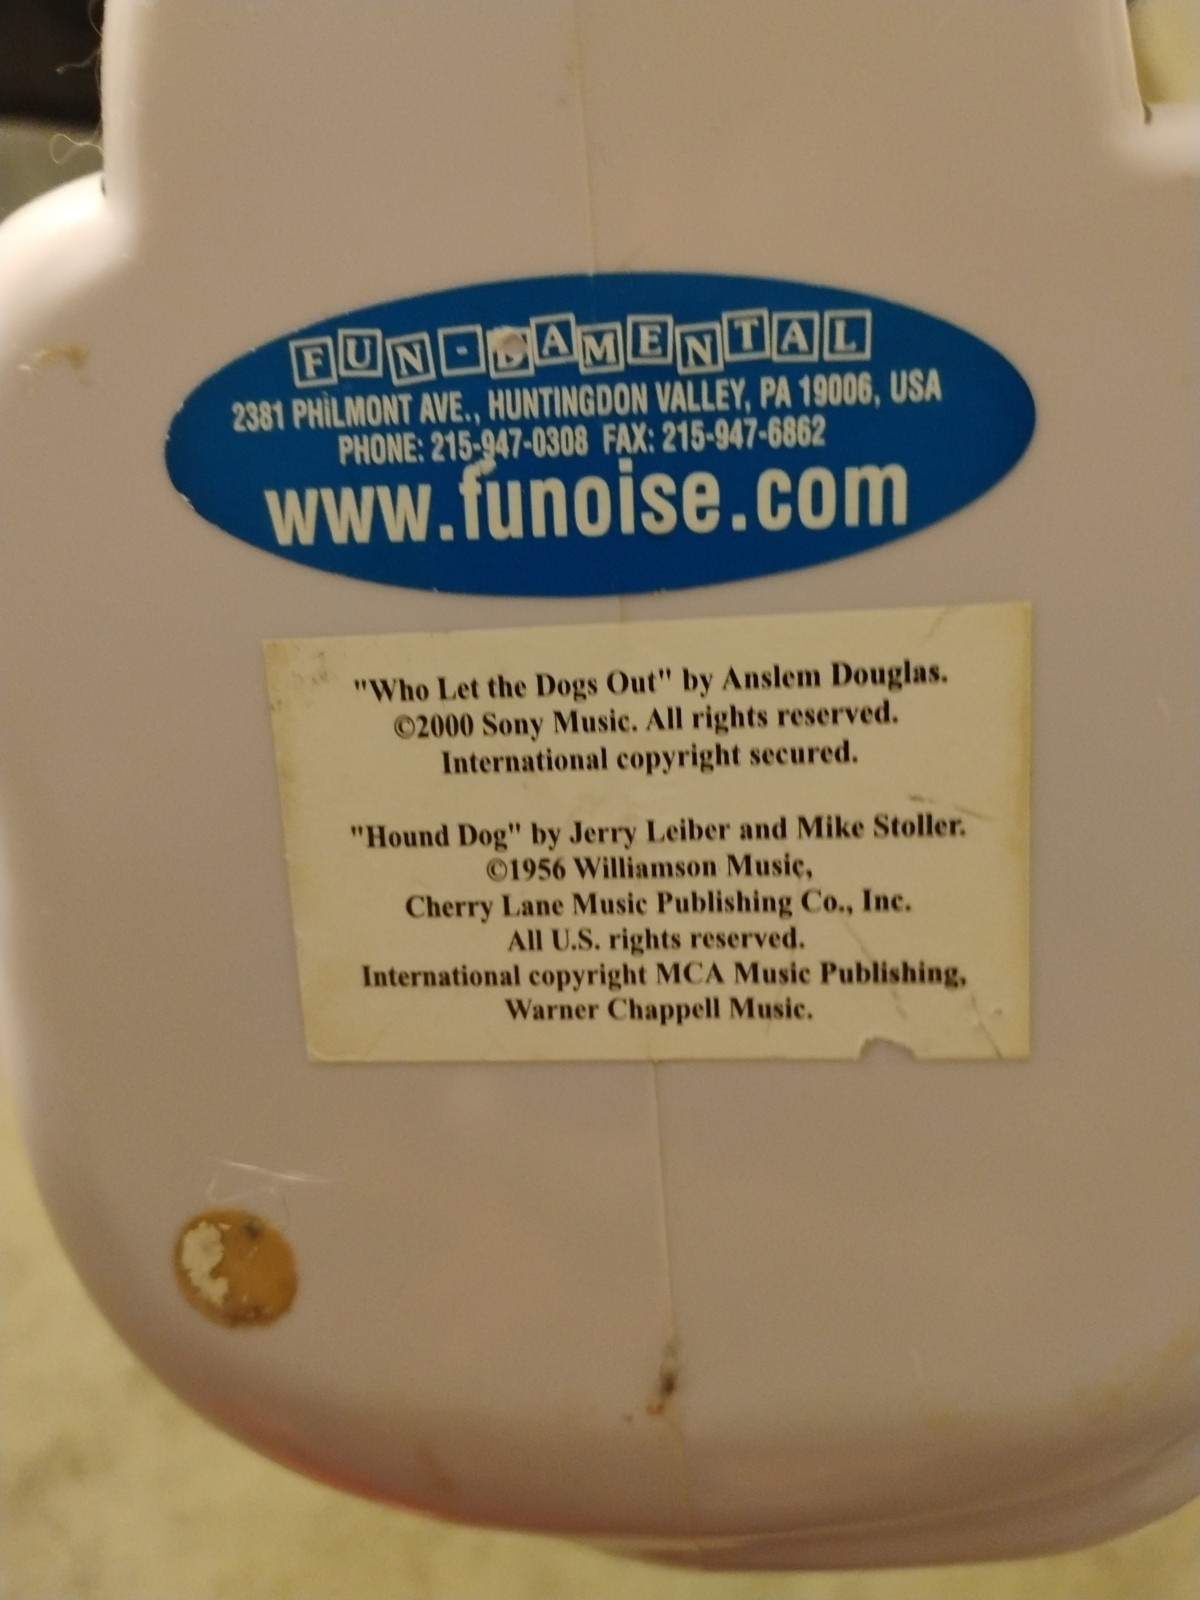 FUN-DAMENTAL
2381 PHILMONT AVE., HUNTINGDON VALLEY, PA 19006, USA
PHONE: 215-947-0308 FAX: 215-947-6862
www.funoise.com
"Who Let the Dogs Out" by Anslem Douglas.
©2000 Sony Music. All rights reserved.
International copyright secured.
"Hound Dog" by Jerry Leiber and Mike Stoller.
©1956 Williamson Music,
Cherry Lane Music Publishing Co., Inc.
All U.S. rights reserved.
International copyright MCA Music Publishing,
Warner Chappell Music.